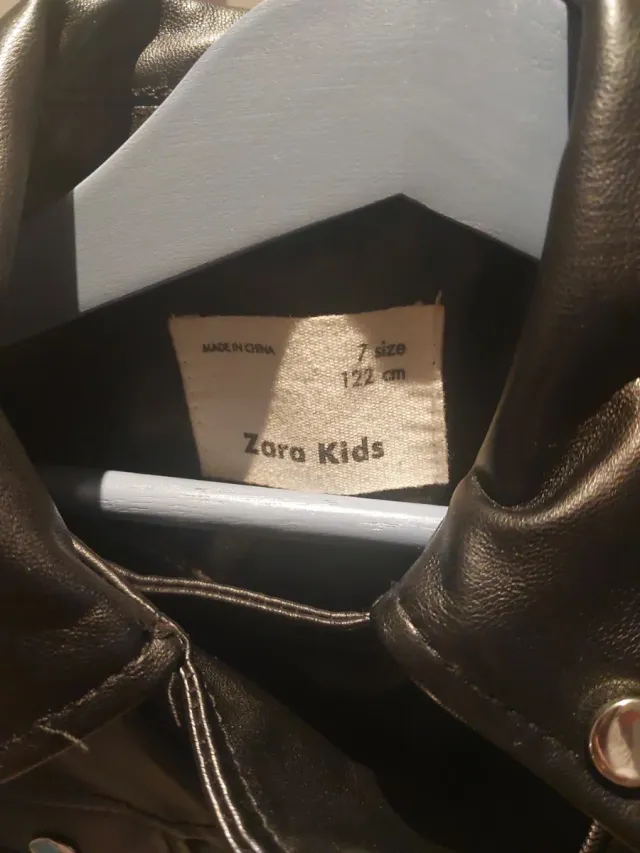 MADE IN CHINA
7 size
122 cm
Zara Kids